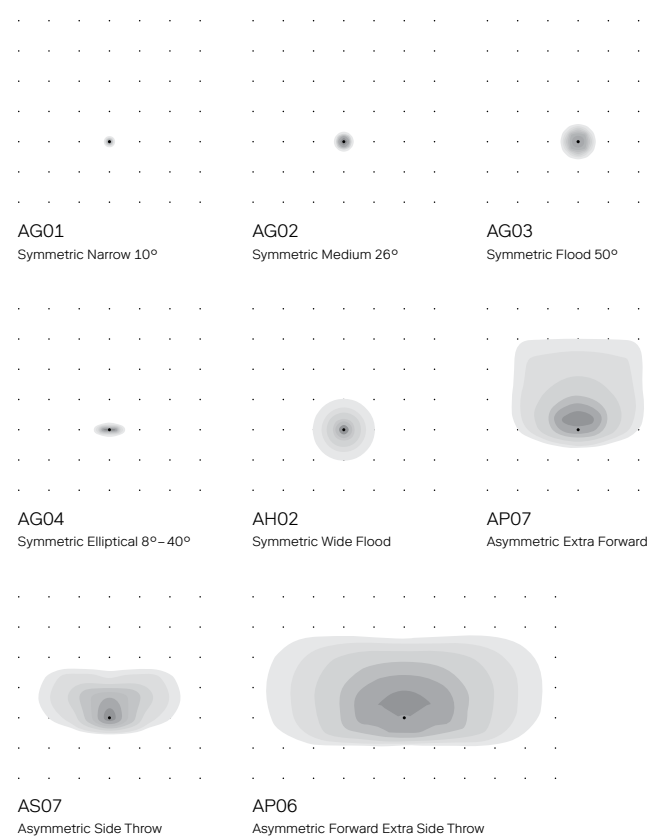 AG01
Symmetric Narrow 10°
AG02
Symmetric Medium 26°
AG03
Symmetric Flood 50°
AG04
Symmetric Elliptical 8°–40°
AH02
Symmetric Wide Flood
AP07
Asymmetric Extra Forward
AS07
Asymmetric Side Throw
AP06
Asymmetric Forward Extra Side Throw